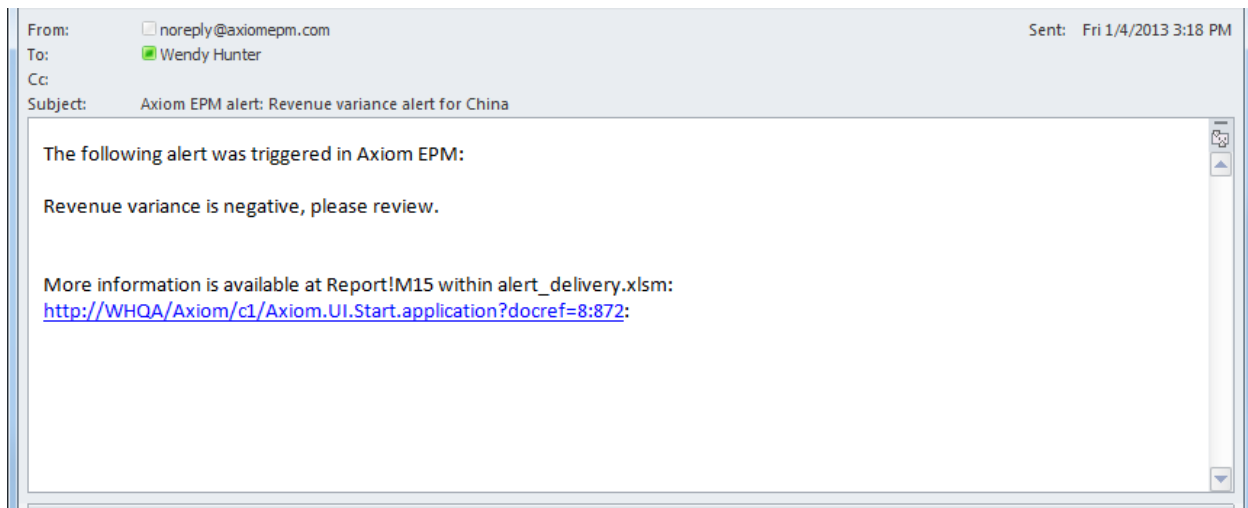 From: noreply@axiomepm.com Sent: Fri 1/4/2013 3:18 PM
To: Wendy Hunter
Cc:
Subject: Axiom EPM alert: Revenue variance alert for China
The following alert was triggered in Axiom EPM:
Revenue variance is negative, please review.
More information is available at Report!M15 within alert_delivery.xlsm:
http://WHQA/Axiom/c1/Axiom.UI.Start.application?docref=8:872: